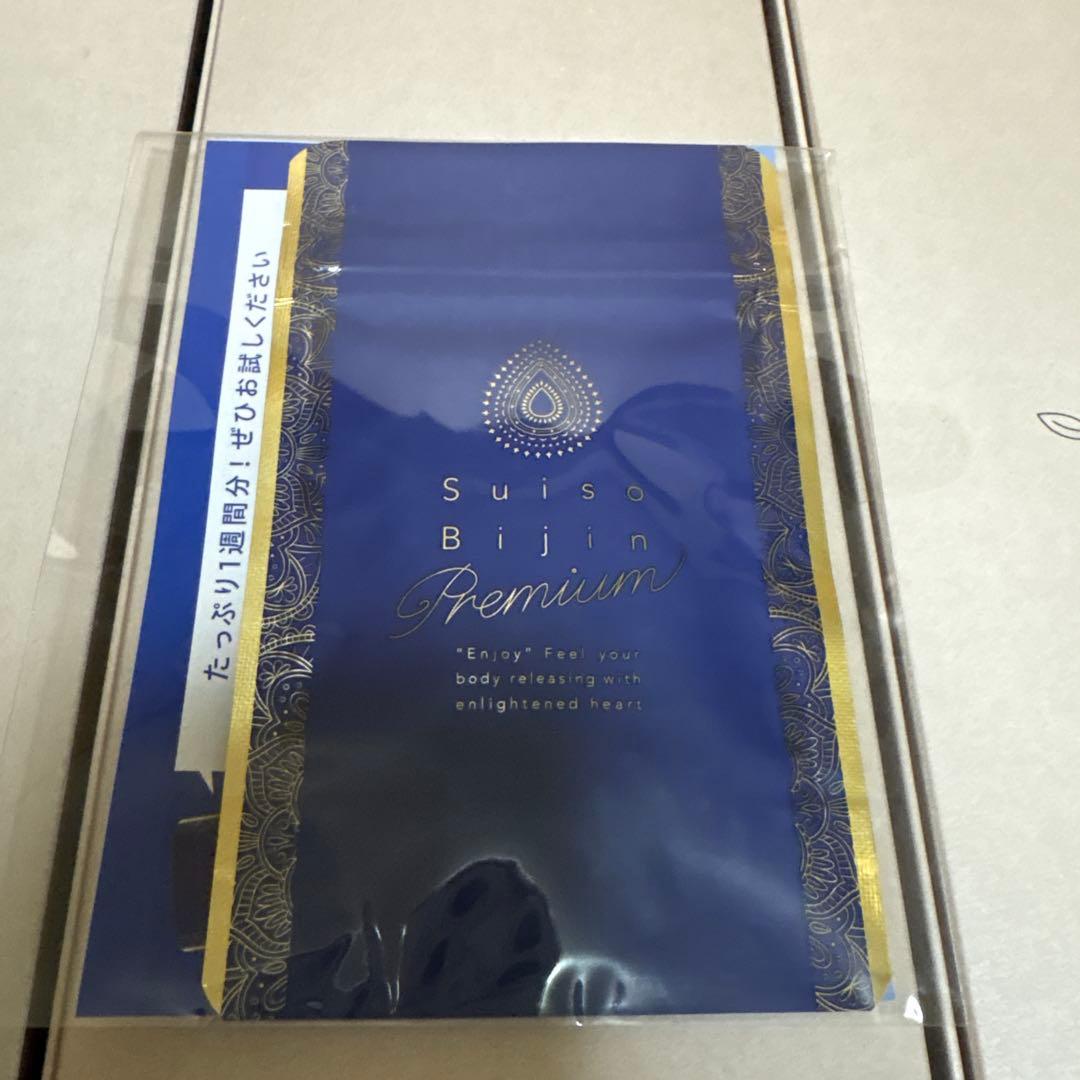 たっぷり1週間分!ぜひお試しください
Suiso
Bijin
Premium
"Enjoy" Feel your
body releasing with
enlightened heart